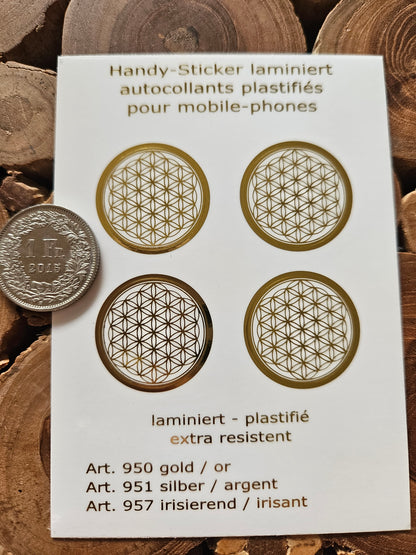 Handy-Sticker laminiert
autocollants plastifiés
pour mobile-phones
1 Fr.
2015
laminiert - plastifié
extra resistent
Art. 950 gold / or
Art. 951 silber / argent
Art. 957 irisierend / irisant